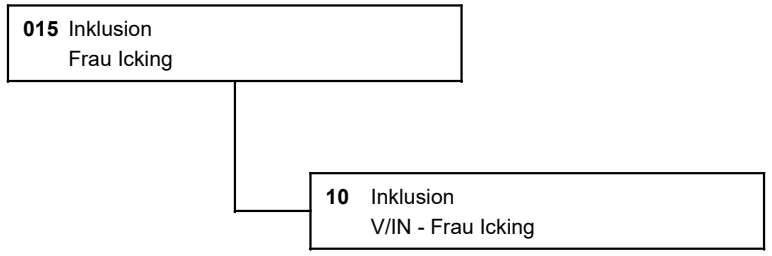 015 Inklusion
Frau Icking
10 Inklusion
V/IN - Frau Icking